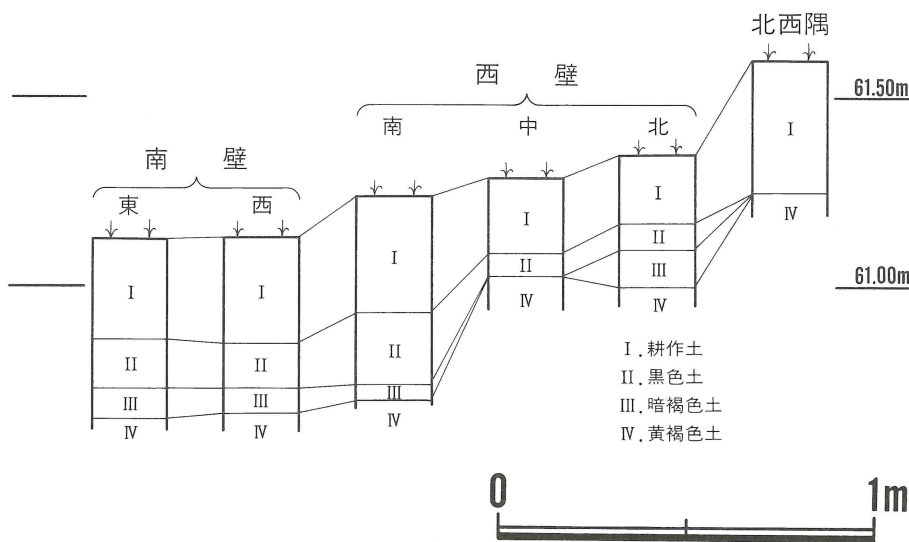 北西隅
西 壁
61.50m
南 中 北
南 壁
東 西
I
I
I
I
I
I
II
II
II
II
II
III
III
III
III
IV
IV
IV
IV
IV
IV
61.00m
I. 耕作土
II. 黒色土
III. 暗褐色土
IV. 黄褐色土
0 1m